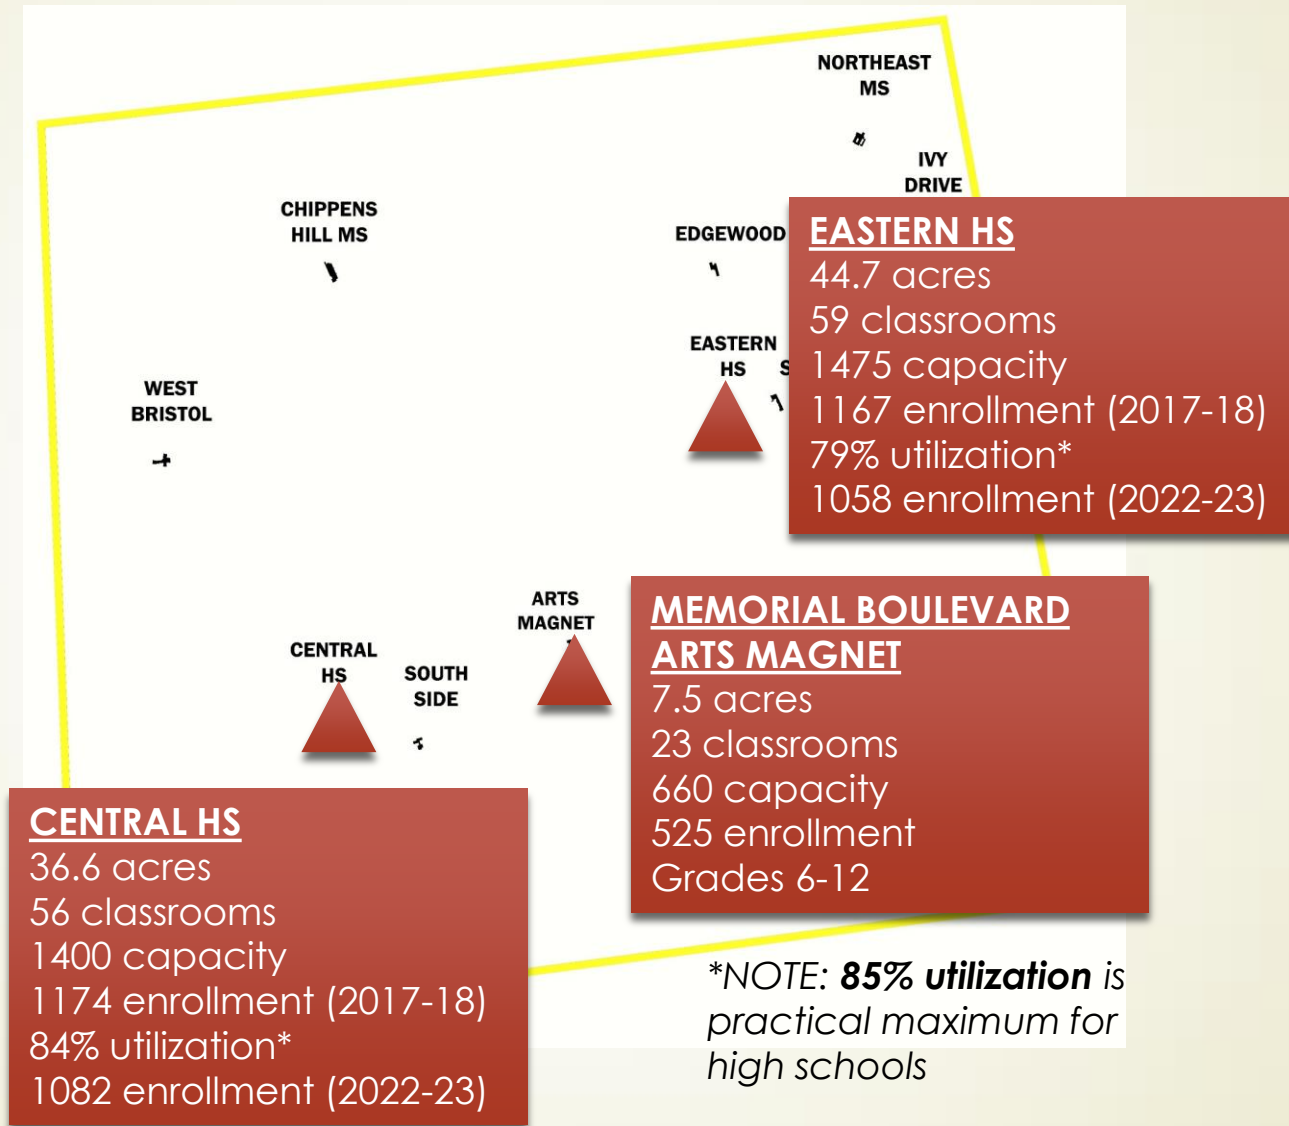 NORTHEAST
MS
IVY
DRIVE
CHIPPENS
HILL MS
EDGEWOOD
EASTERN HS
44.7 acres
59 classrooms
1475 capacity
1167 enrollment (2017-18)
79% utilization*
1058 enrollment (2022-23)
EASTERN
HS
S
WEST
BRISTOL
ARTS
MAGNET
MEMORIAL BOULEVARD
ARTS MAGNET
7.5 acres
23 classrooms
660 capacity
525 enrollment
Grades 6-12
CENTRAL
HS
SOUTH
SIDE
CENTRAL HS
36.6 acres
56 classrooms
1400 capacity
1174 enrollment (2017-18)
84% utilization*
1082 enrollment (2022-23)
*NOTE: 85% utilization is
practical maximum for
high schools